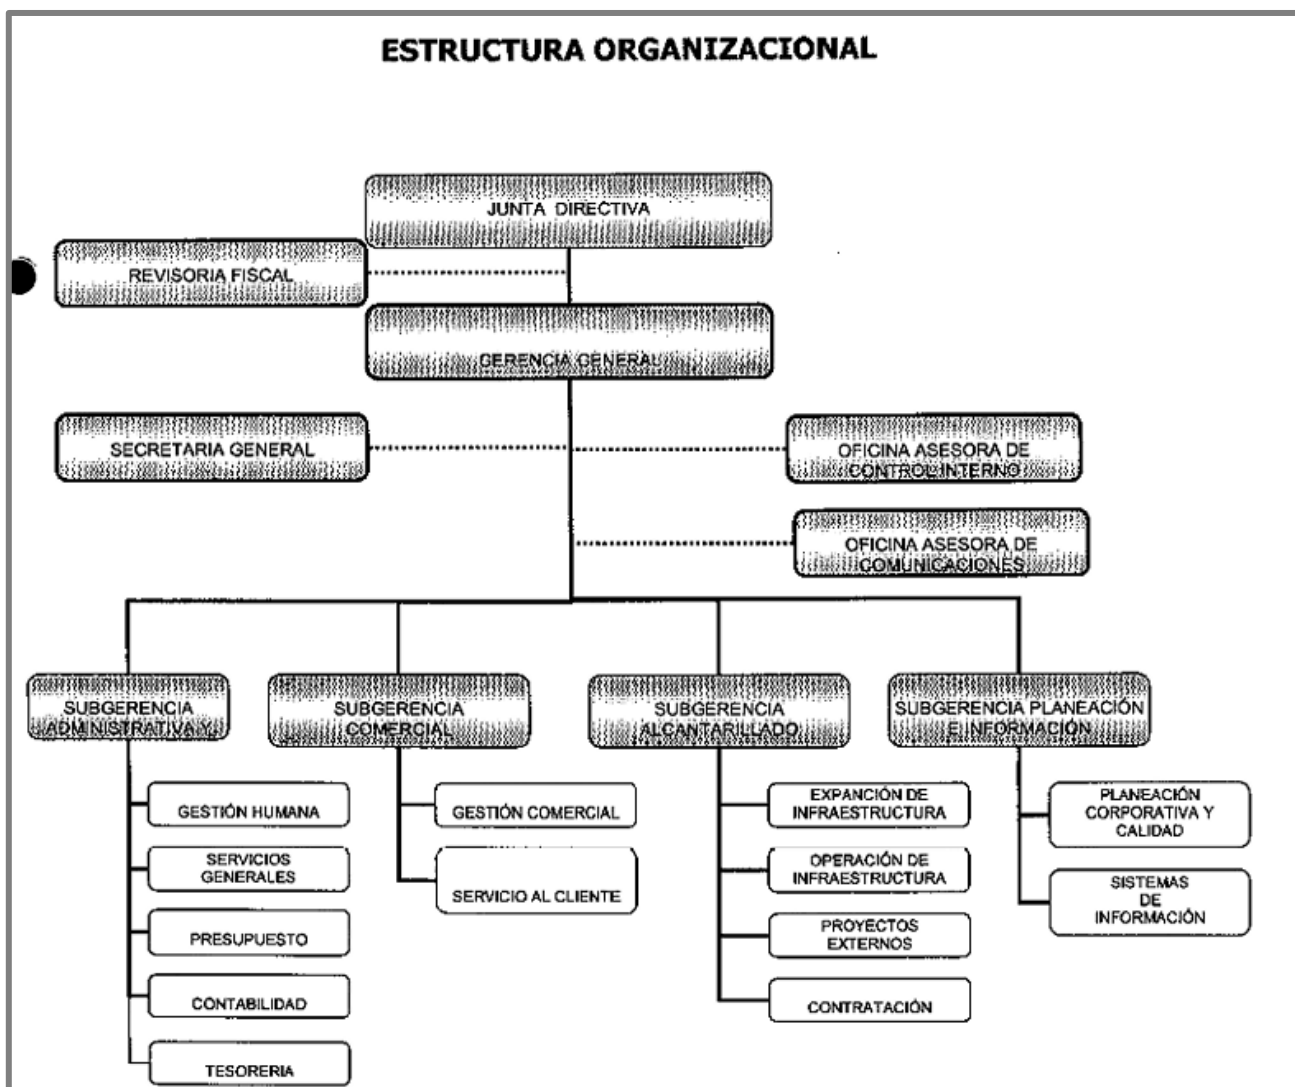 ESTRUCTURA ORGANIZACIONAL
JUNTA DIRECTIVA
REVISORIA FISCAL
GERENCIA GENERAL
SECRETARIA GENERAL
OFICINA ASESORA DE
CONTROL INTERNO
OFICINA ASESORA DE
COMUNICACIONES
SUBGERENCIA
ADMINISTRATIVA Y
SUBGERENCIA
COMERCIAL
SUBGERENCIA
ALCANTARILLADO
SUBGERENCIA PLANEACIÓN
E INFORMACIÓN
GESTIÓN HUMANA
SERVICIOS
GENERALES
PRESUPUESTO
CONTABILIDAD
TESORERIA
GESTIÓN COMERCIAL
SERVICIO AL CLIENTE
EXPANCIÓN DE
INFRAESTRUCTURA
OPERACIÓN DE
INFRAESTRUCTURA
PROYECTOS
EXTERNOS
CONTRATACIÓN
PLANEACIÓN
CORPORATIVA Y
CALIDAD
SISTEMAS
DE
INFORMACIÓN